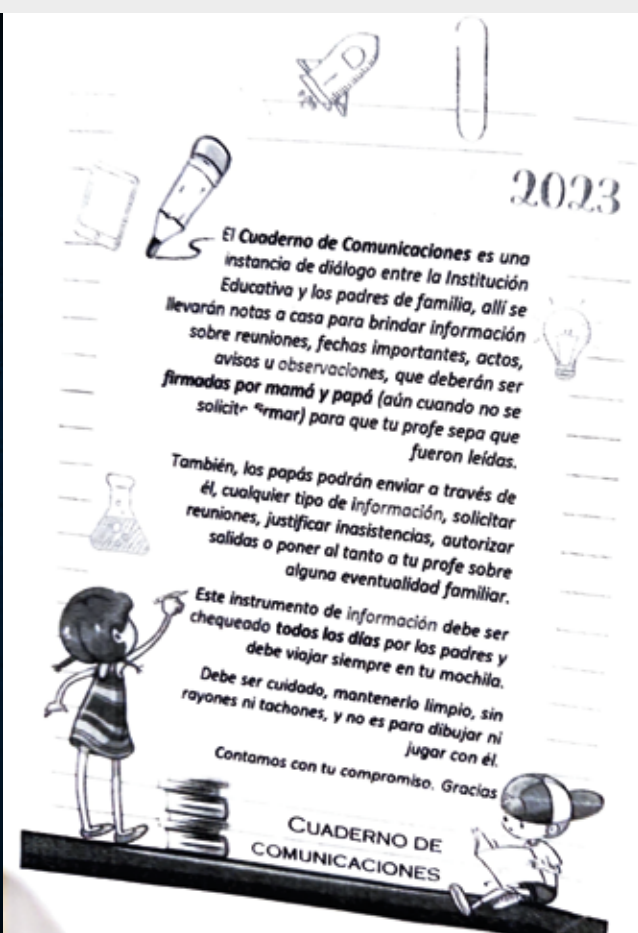 2023
El Cuaderno de Comunicaciones es una
instancia de diálogo entre la Institución
Educativa y los padres de familia, allí se
llevarán notas a casa para brindar información
sobre reuniones, fechas importantes, actos,
avisos u observaciones, que deberán ser
firmadas por mamá y papá (aún cuando no se
firmar) para que tu profe sepa que
fueron leídas.
También, los papás podrán enviar a través de
él, cualquier tipo de información, solicitar
reuniones, justificar inasistencias, autorizar
salidas o poner al tanto a tu profe sobre
alguna eventualidad familiar.
Este instrumento de información debe ser
chequeado todos los días por los padres y
debe viajar siempre en tu mochila.
Debe ser cuidado, mantenerlo limpio, sin
rayones ni tachones, y no es para dibujar ni
jugar con él.
Contamos con tu compromiso. Gracias
CUADERNO DE
COMUNICACIONES